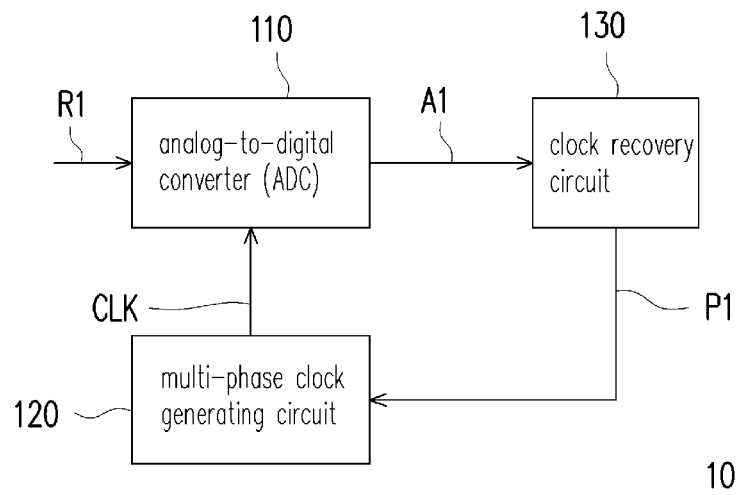 110
130
R1
A1
analog-to-digital
converter (ADC)
clock recovery
circuit
CLK
P1
multi-phase clock
generating circuit
120
10